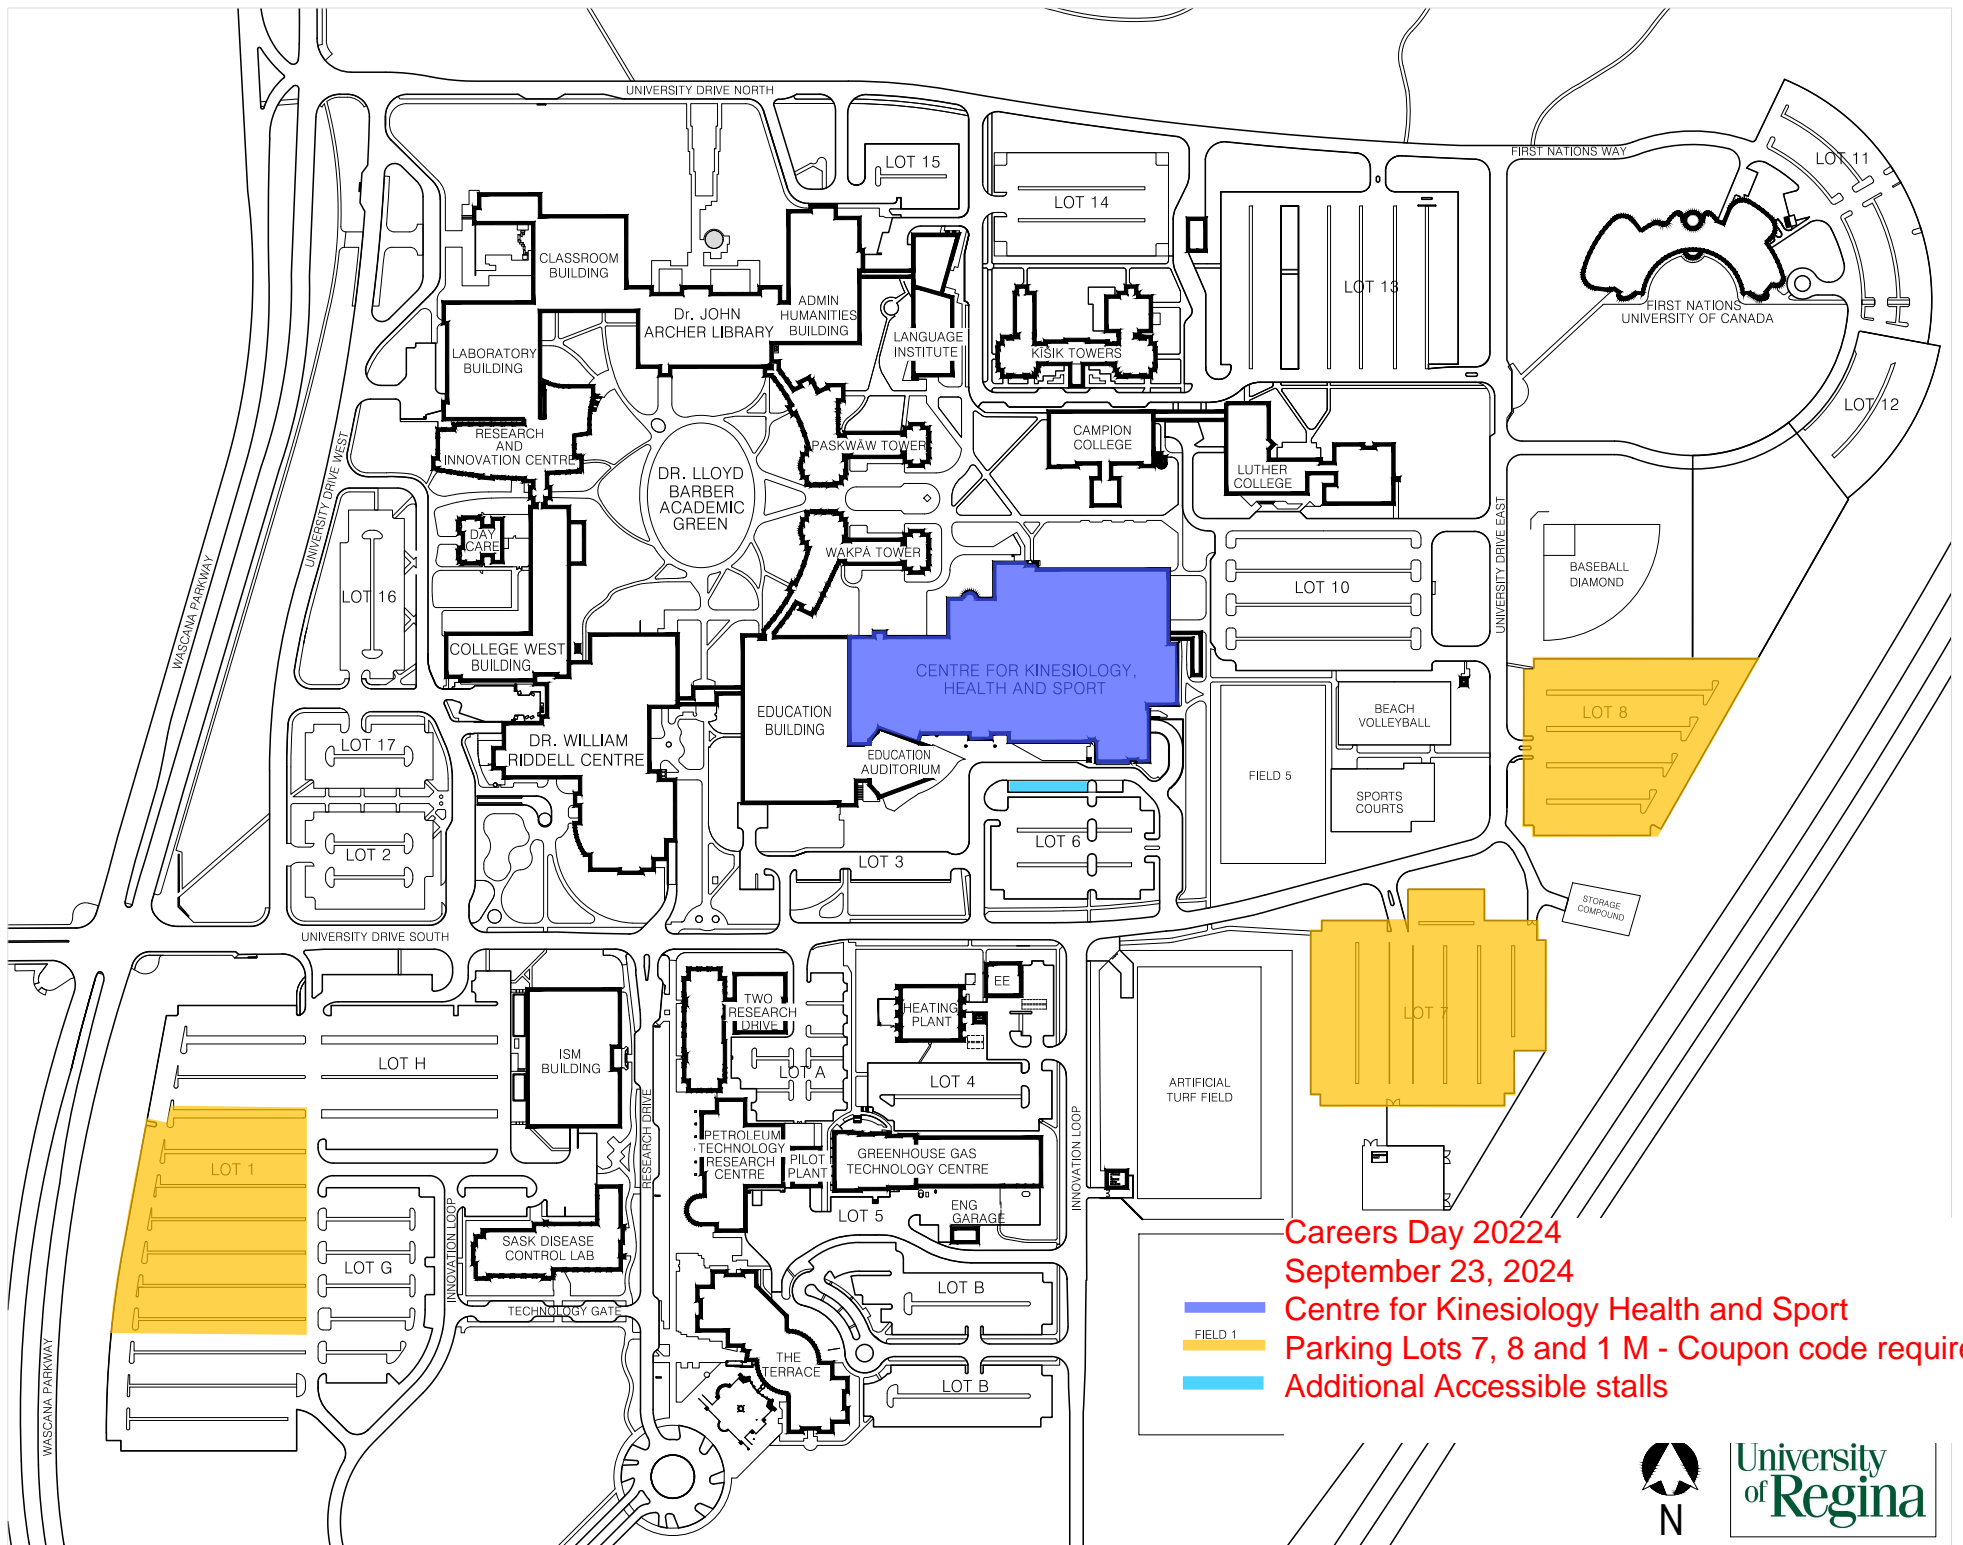 UNIVERSITY DRIVE NORTH
FIRST NATIONS WAY
LOT 15
LOT 11
LOT 14
CLASSROOM
BUILDING
LOT 13
ADMIN
HUMANITIES
BUILDING
Dr. JOHN
ARCHER LIBRARY
FIRST NATIONS
UNIVERSITY OF CANADA
LANGUAGE
INSTITUTE
KĪSIK TOWERS
LABORATORY
BUILDING
LOT 12
RESEARCH
AND
INNOVATION CENTRE
PASKWĀW TOWER
CAMPION
COLLEGE
LUTHER
COLLEGE
DR. LLOYD
BARBER
ACADEMIC
GREEN
UNIVERSITY DRIVE WEST
UNIVERSITY DRIVE EAST
DAY
CARE
WAKPĀ TOWER
BASEBALL
DIAMOND
WASCANA PARKWAY
LOT 16
LOT 10
COLLEGE WEST
BUILDING
CENTRE FOR KINESIOLOGY,
HEALTH AND SPORT
EDUCATION
BUILDING
BEACH
VOLLEYBALL
LOT 8
LOT 17
DR. WILLIAM
RIDDELL CENTRE
EDUCATION
AUDITORIUM
FIELD 5
SPORTS
COURTS
LOT 2
LOT 3
LOT 6
STORAGE
COMPOUND
UNIVERSITY DRIVE SOUTH
TWO
RESEARCH
DRIVE
EE
HEATING
PLANT
LOT 7
LOT H
ISM
BUILDING
LOT A
LOT 4
ARTIFICIAL
TURF FIELD
RESEARCH DRIVE
INNOVATION LOOP
PETROLEUM
TECHNOLOGY
RESEARCH
CENTRE
PILOT
PLANT
GREENHOUSE GAS
TECHNOLOGY CENTRE
LOT 1
LOT 5
ENG
GARAGE
INNOVATION LOOP
SASK DISEASE
CONTROL LAB
LOT G
LOT B
TECHNOLOGY GATE
THE
TERRACE
LOT B
WASCANA PARKWAY
Careers Day 20224
September 23, 2024
Centre for Kinesiology Health and Sport
FIELD 1
Parking Lots 7, 8 and 1 M - Coupon code require
Additional Accessible stalls
N
University
of Regina